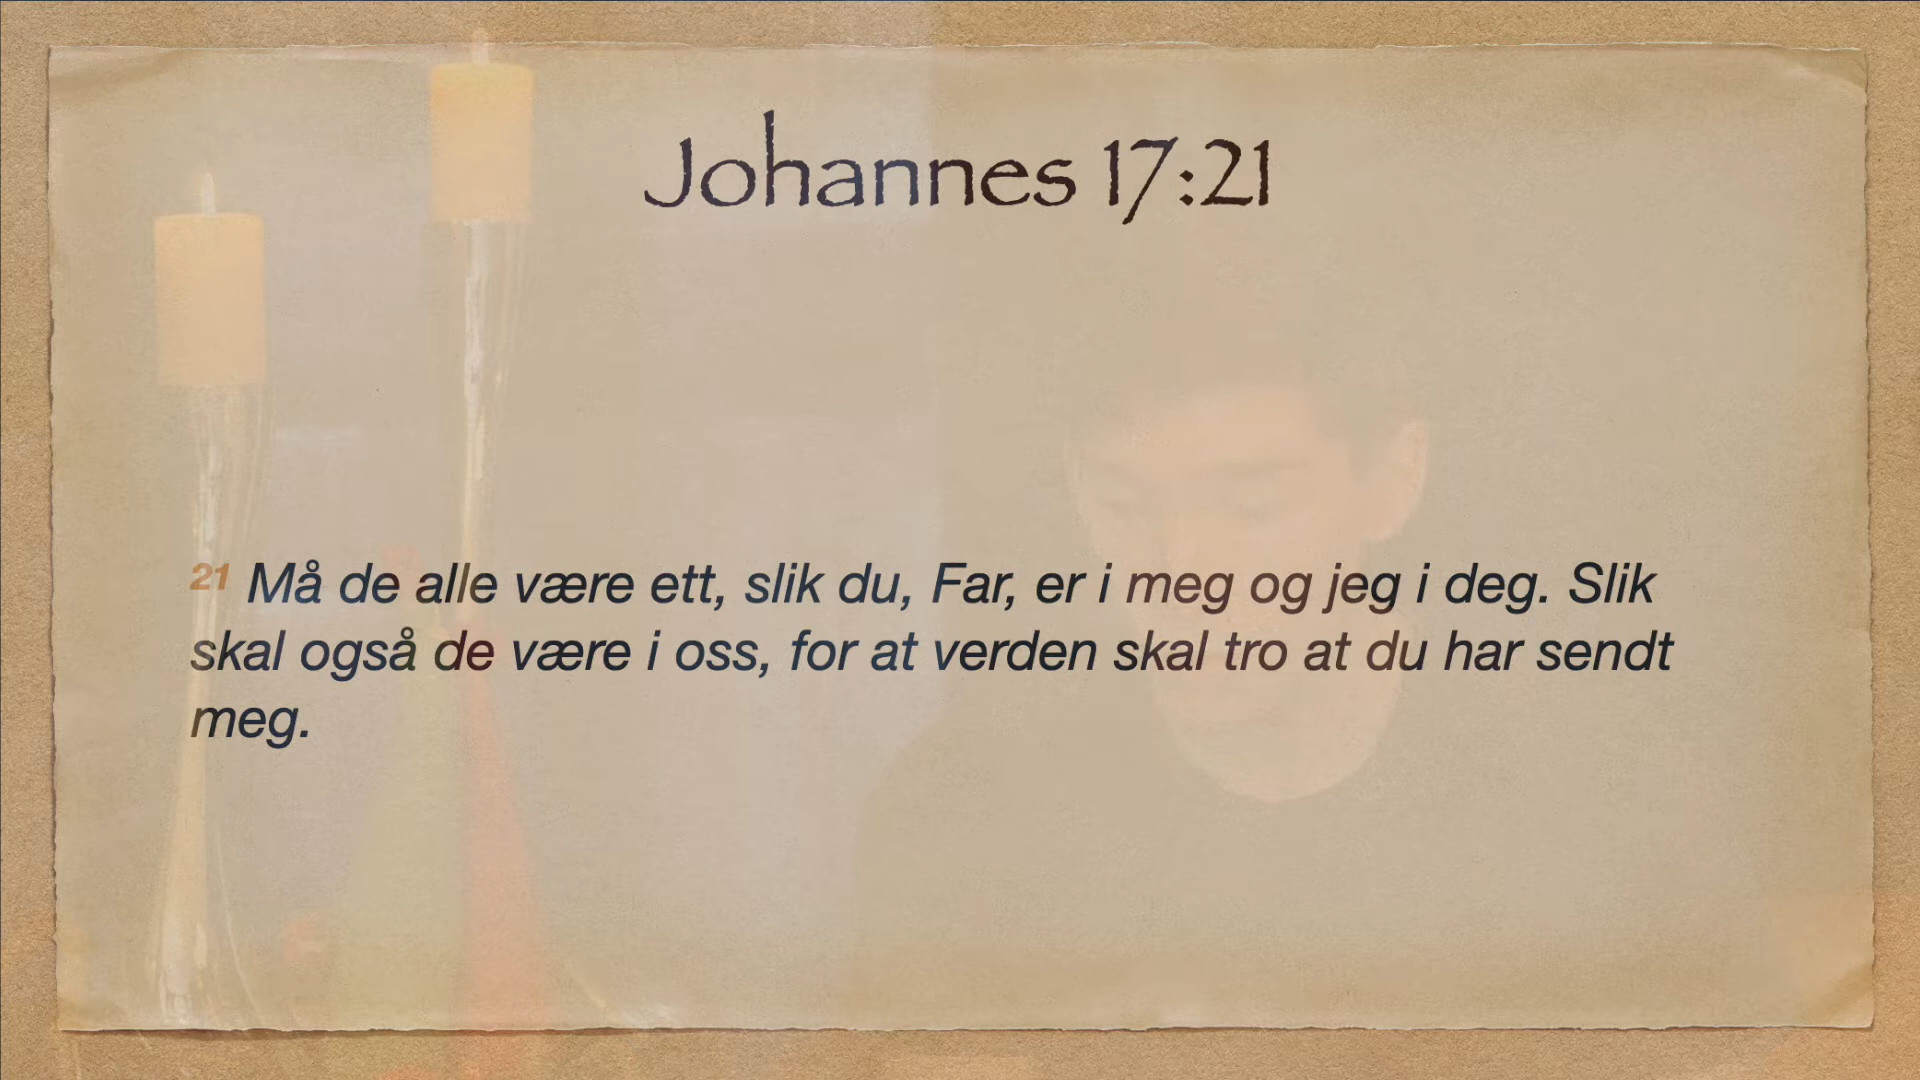 Johannes 17:21
21 Må de alle være ett, slik du, Far, er i meg og jeg i deg. Slik
skal også de være i oss, for at verden skal tro at du har sendt
meg.